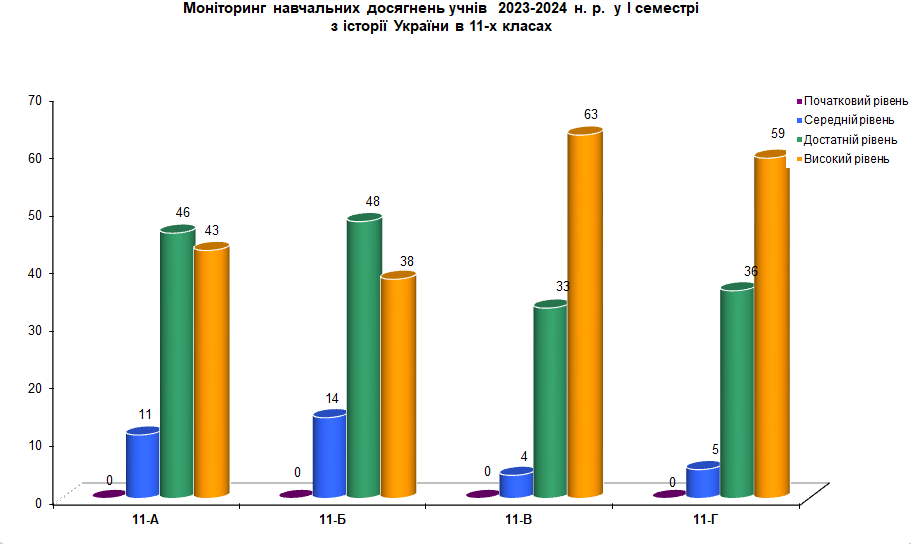 Моніторинг навчальних досягнень учнів 2023-2024 н. р. у І семестрі
з історії України в 11-х класах
70
60
50
40
30
20
10
0
0
11
46
43
0
14
48
38
0
4
33
63
0
5
36
59
11-А
11-Б
11-В
11-Г
Початковий рівень
Середній рівень
Достатній рівень
Високий рівень